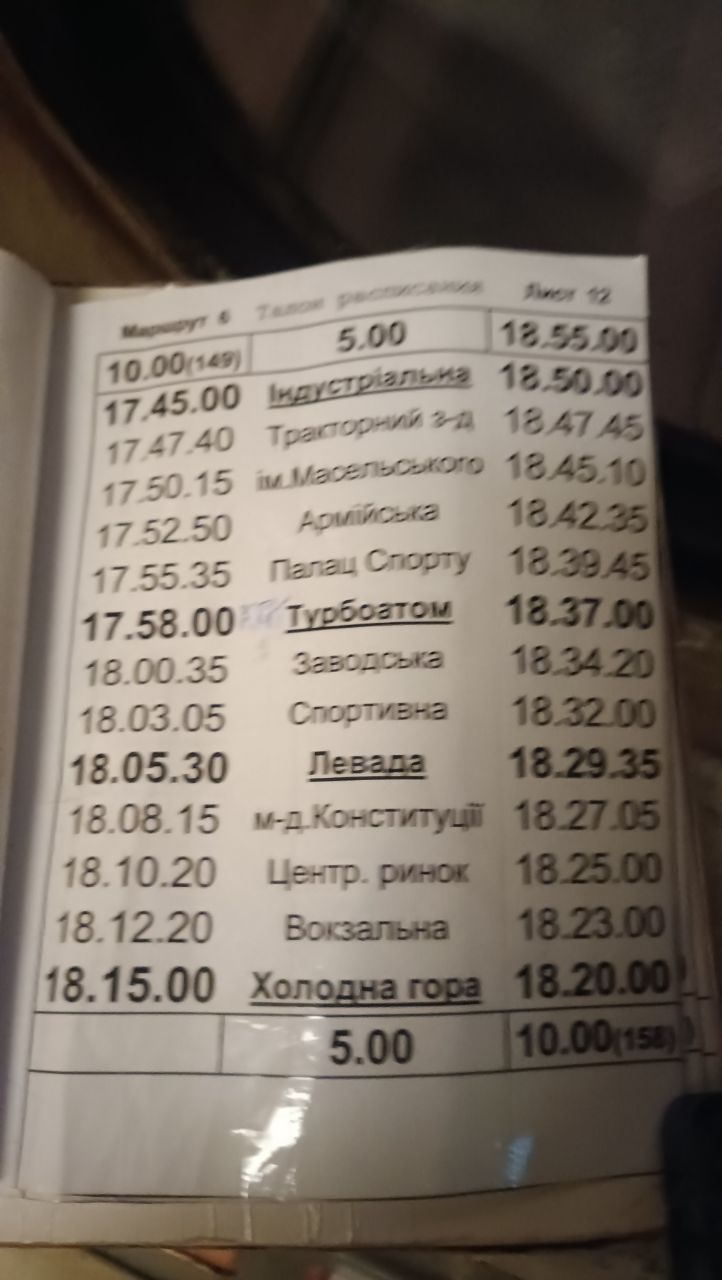 Маршрут 6 Талон расписания Лист 12
10.00(149) 5.00 18.55.00
17.45.00 Індустріальна 18.50.00
17.47.40 Тракторний з-д 18.47.45
17.50.15 ім.Масельського 18.45.10
17.52.50 Армійська 18.42.35
17.55.35 Палац Спорту 18.39.45
17.58.00 Турбоатом 18.37.00
18.00.35 Заводська 18.34.20
18.03.05 Спортивна 18.32.00
18.05.30 Левада 18.29.35
18.08.15 м-д.Конституції 18.27.05
18.10.20 Центр. ринок 18.25.00
18.12.20 Вокзальна 18.23.00
18.15.00 Холодна гора 18.20.00
5.00 10.00(158)